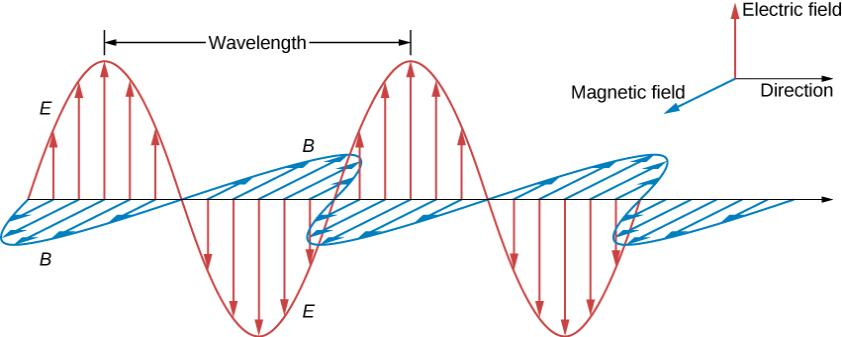 Electric field
Wavelength
Magnetic field
Direction
E
B
B
E